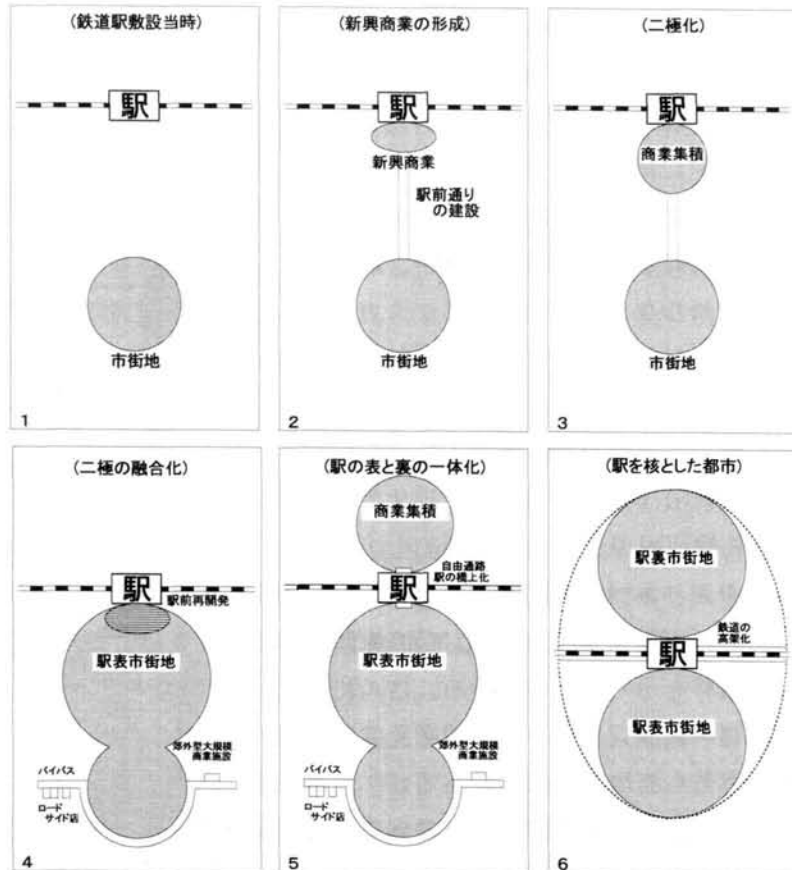 (鉄道駅敷設当時)
駅
市街地
1
(新興商業の形成)
駅
新興商業
駅前通り
の建設
市街地
2
(二極化)
駅
商業集積
市街地
3
(二極の融合化)
駅
駅前再開発
駅表市街地
郊外型大規模
商業施設
バイパス
ロード
サイド店
4
(駅の表と裏の一体化)
商業集積
自由通路
駅の橋上化
駅
駅表市街地
郊外型大規模
商業施設
バイパス
ロード
サイド店
5
(駅を核とした都市)
駅裏市街地
鉄道の
高架化
駅
駅表市街地
6